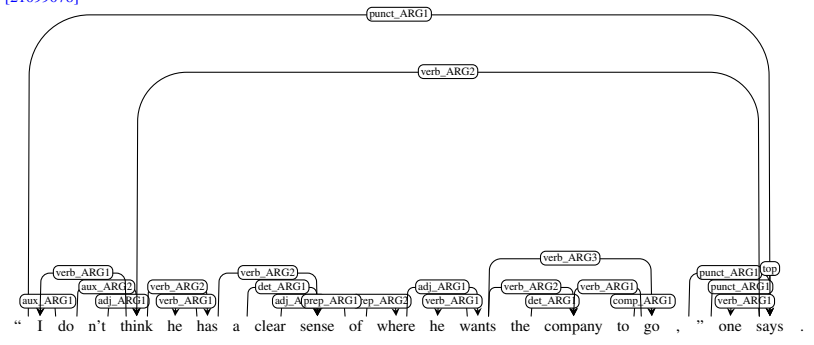 [21099078]
punct_ARG1
verb_ARG2
verb_ARG3
verb_ARG1 verb_ARG2 punct_ARG1 top
aux_ARG2 verb_ARG2 det_ARG1 adj_ARG1 verb_ARG2 verb_ARG1 punct_ARG1
aux_ARG1 adj_ARG1 verb_ARG1 adj_A prep_ARG1 rep_ARG2 verb_ARG1 det_ARG1 comp_ARG1 verb_ARG1
“ I do n't think he has a clear sense of where he wants the company to go , ” one says .